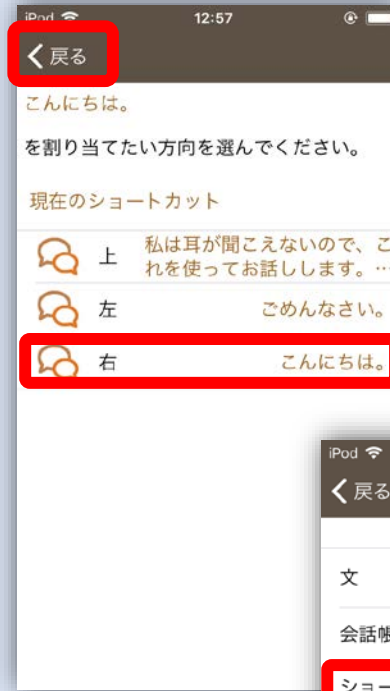 iPod 12:57
戻る
こんにちは。
を割り当てたい方向を選んでください。
現在のショートカット
上 私は耳が聞こえないので、こ
れを使ってお話しします。…
左 ごめんなさい。
右 こんにちは。
iPod
戻る
文
会話帳
ショー